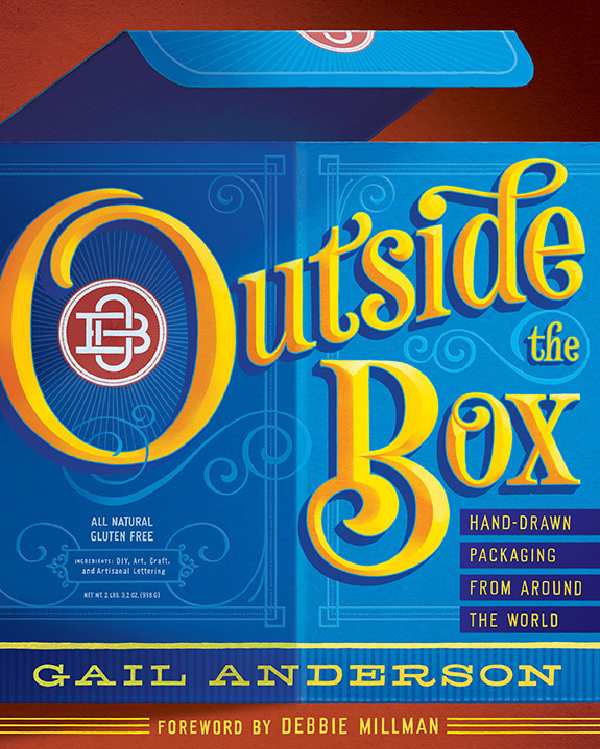 Outside
the
Box
HAND-DRAWN
PACKAGING
FROM AROUND
THE WORLD
OB
ALL NATURAL
GLUTEN FREE
INGREDIENTS: DIY, Art, Craft,
and Artisanal Lettering
NET WT. 2. LBS. 3.2 OZ. (998 G)
GAIL ANDERSON
FOREWORD BY DEBBIE MILLMAN